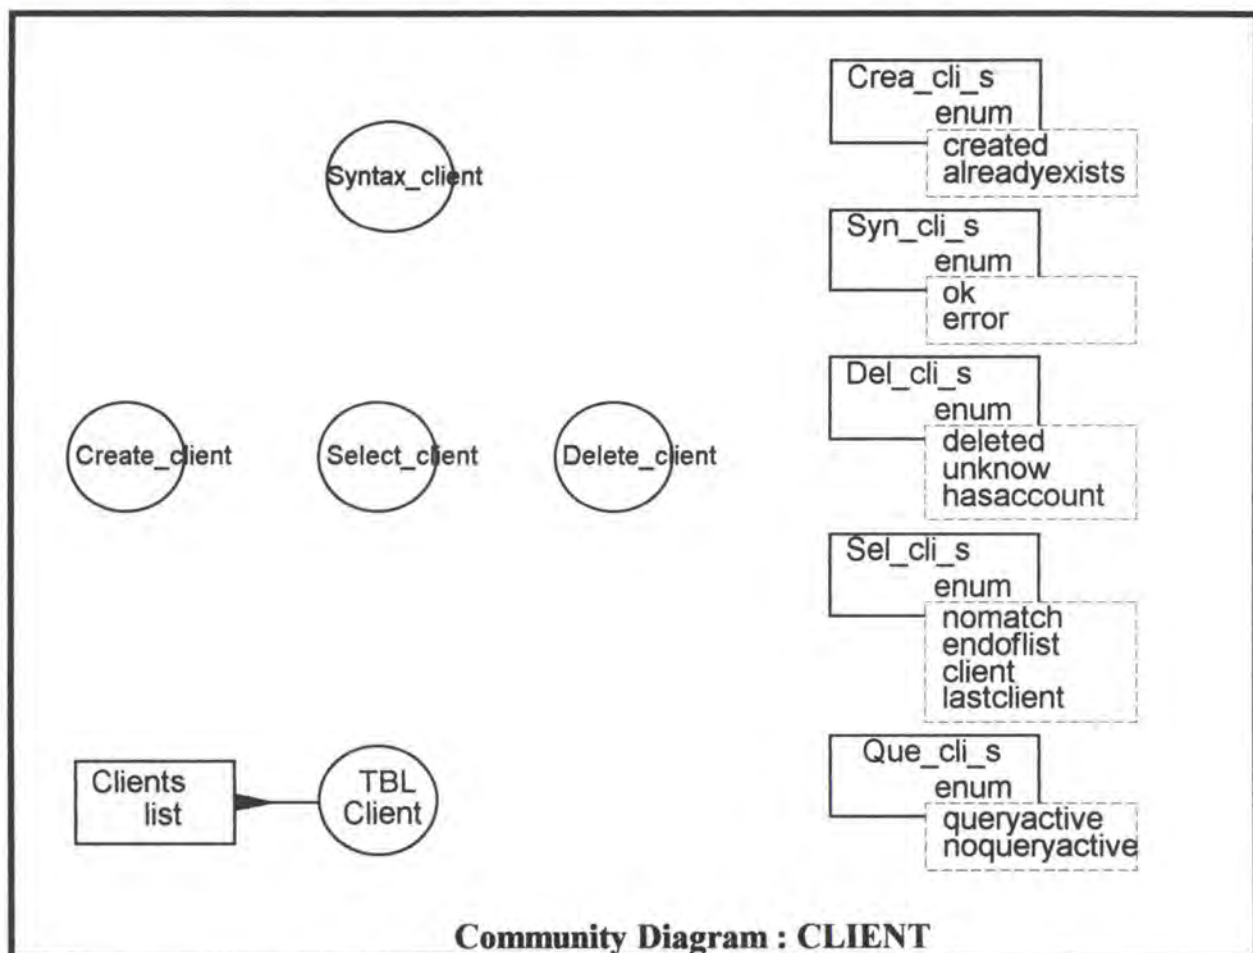 Syntax_client
Create_client
Select_client
Delete_client
Clients
list
TBL
Client
Crea_cli_s
enum
created
alreadyexists
Syn_cli_s
enum
ok
error
Del_cli_s
enum
deleted
unknow
hasaccount
Sel_cli_s
enum
nomatch
endoflist
client
lastclient
Que_cli_s
enum
queryactive
noqueryactive
Community Diagram : CLIENT